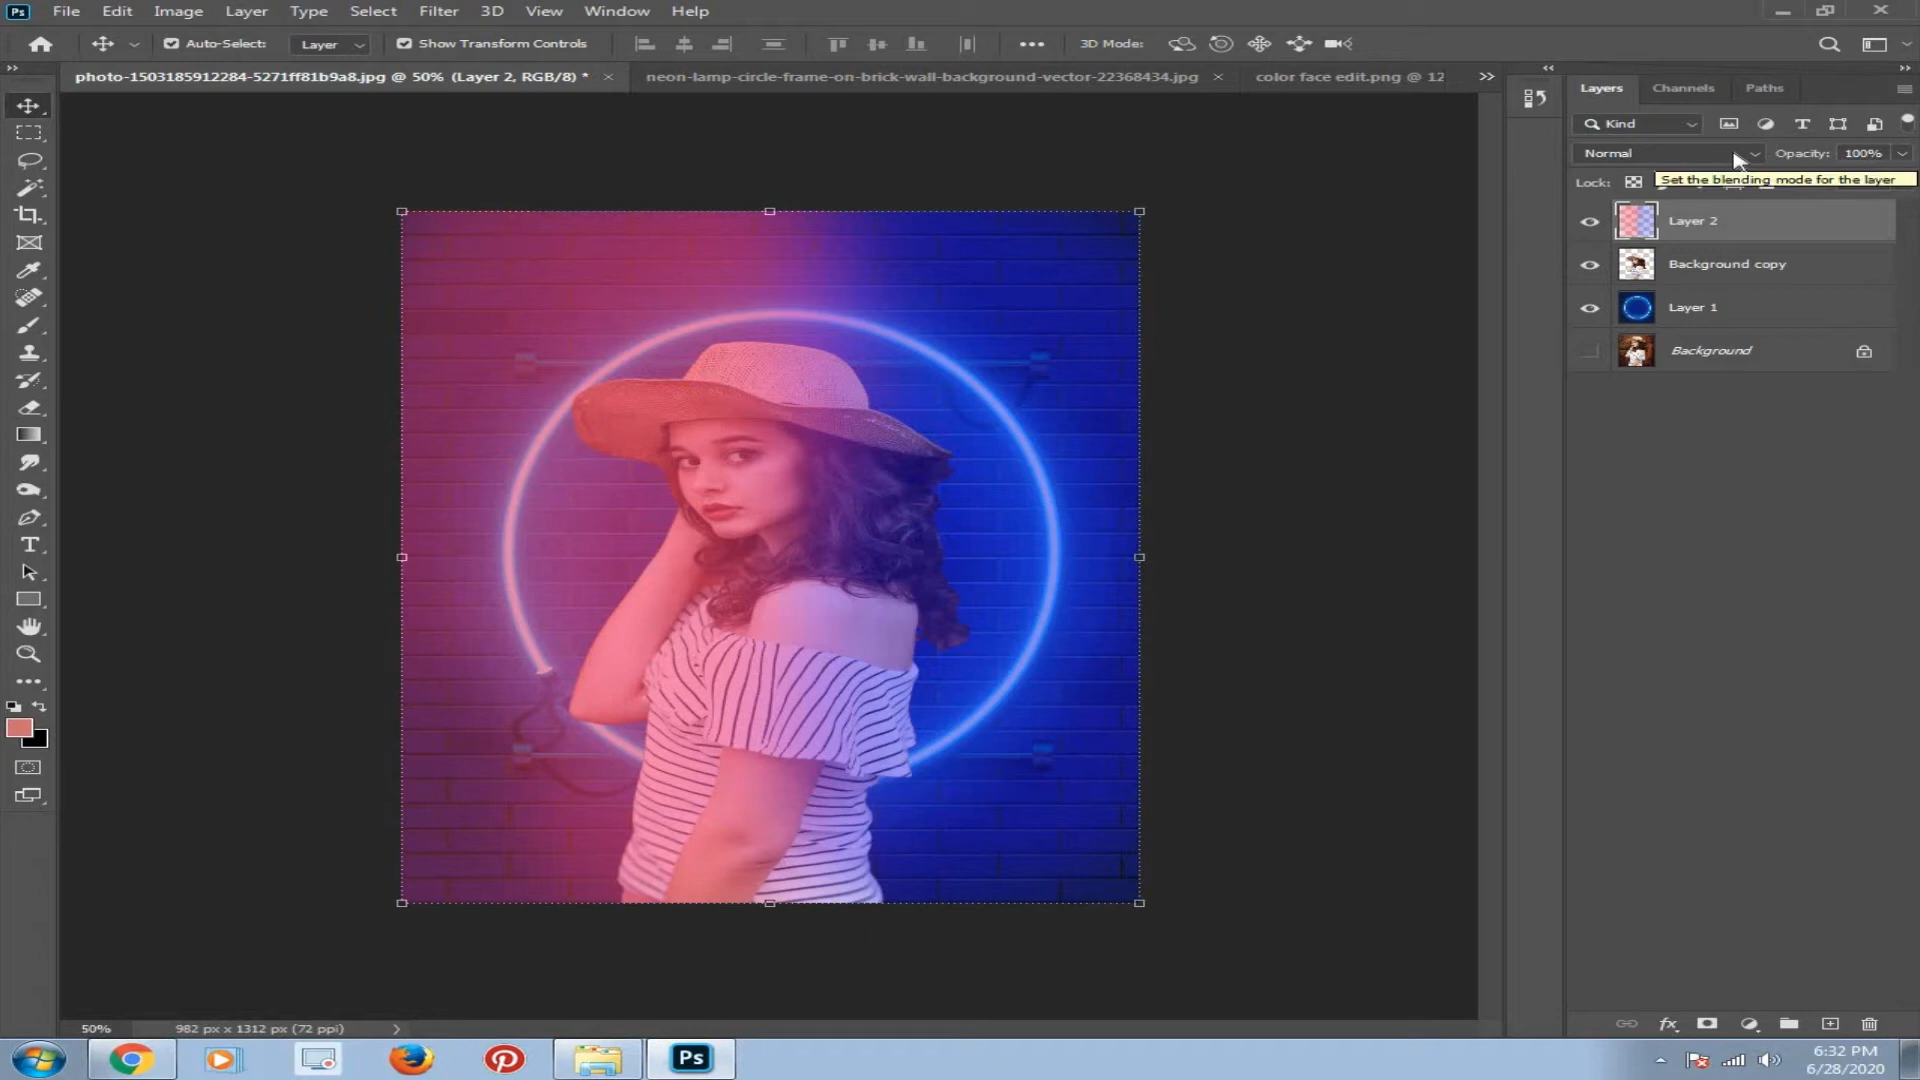 Ps File Edit Image Layer Type Select Filter 3D View Window Help
Auto-Select: Layer Show Transform Controls 3D Mode:
photo-1503185912284-5271ff81b9a8.jpg @ 50% (Layer 2, RGB/8) * neon-lamp-circle-frame-on-brick-wall-background-vector-22368434.jpg color face edit.png @ 12
Layers Channels Paths
Kind
Normal Opacity: 100%
Lock: Set the blending mode for the layer
Layer 2
Background copy
Layer 1
Background
50% 982 px x 1312 px (72 ppi)
Ps 6:32 PM
6/28/2020